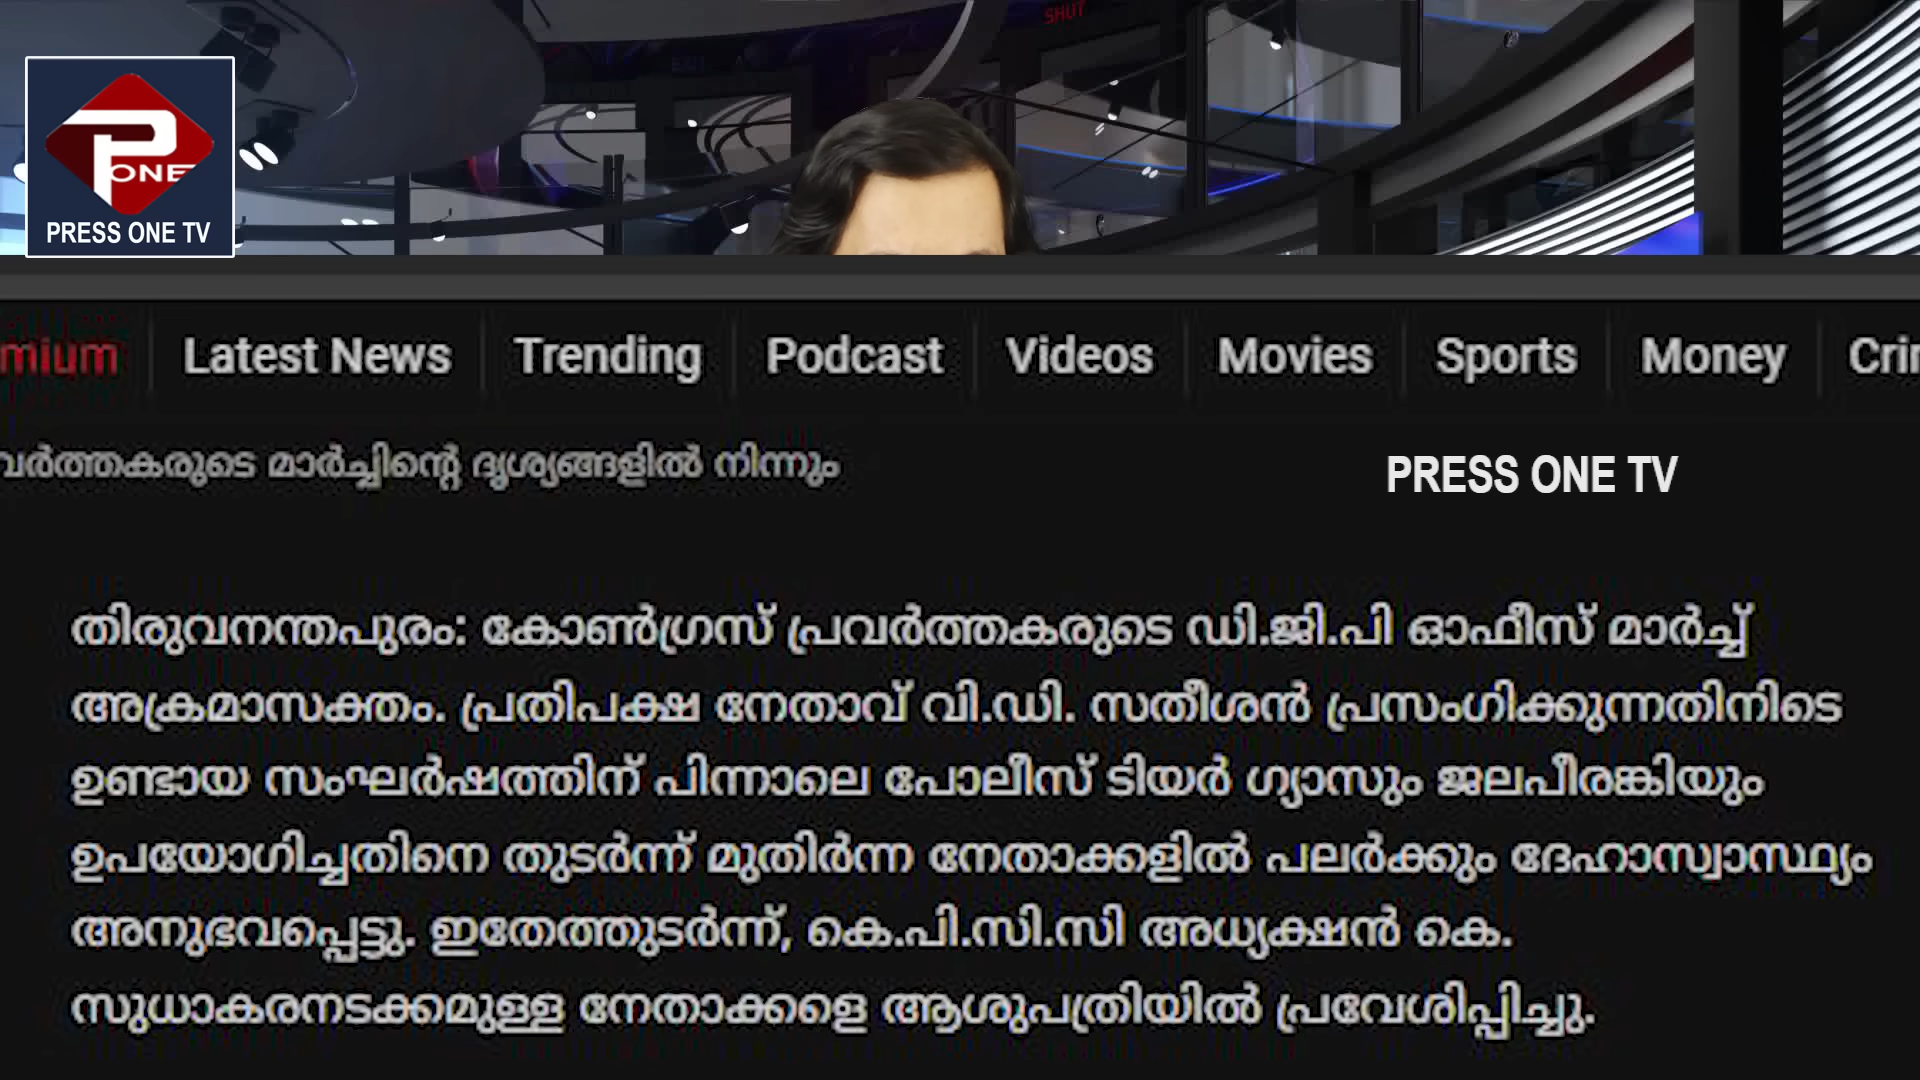 SHUT
P ONE
PRESS ONE TV
mium Latest News Trending Podcast Videos Movies Sports Money Crim
വർത്തകരുടെ മാർച്ചിന്റെ ദൃശ്യങ്ങളിൽ നിന്നും
PRESS ONE TV
തിരുവനന്തപുരം: കോൺഗ്രസ് പ്രവർത്തകരുടെ ഡി.ജി.പി ഓഫീസ് മാർച്ച്
അക്രമാസക്തം. പ്രതിപക്ഷ നേതാവ് വി.ഡി. സതീശൻ പ്രസംഗിക്കുന്നതിനിടെ
ഉണ്ടായ സംഘർഷത്തിന് പിന്നാലെ പോലീസ് ടിയർ ഗ്യാസും ജലപീരങ്കിയും
ഉപയോഗിച്ചതിനെ തുടർന്ന് മുതിർന്ന നേതാക്കളിൽ പലർക്കും ദേഹാസ്വാസ്ഥ്യം
അനുഭവപ്പെട്ടു. ഇതേത്തുടർന്ന്, കെ.പി.സി.സി അധ്യക്ഷൻ കെ.
സുധാകരനടക്കമുള്ള നേതാക്കളെ ആശുപത്രിയിൽ പ്രവേശിപ്പിച്ചു.